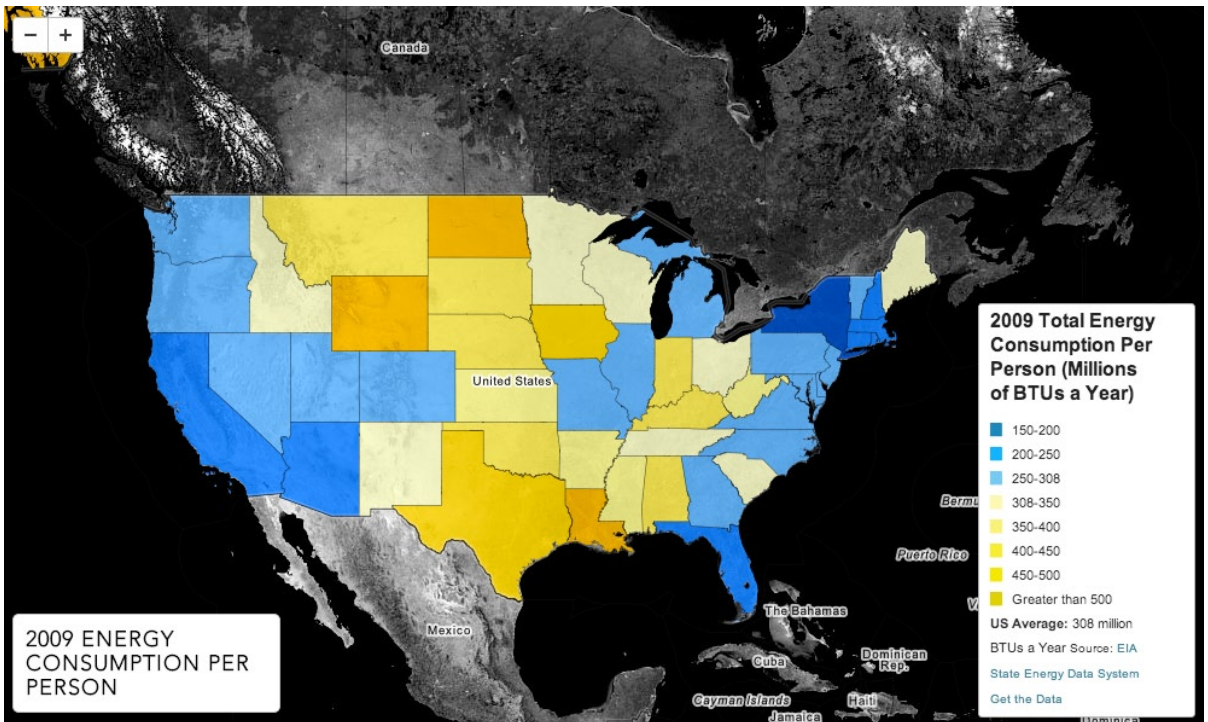 − +
Canada
United States
Mexico
Bermu
Puerto Rico
V
The Bahamas
Cuba
Dominican
Rep.
Cayman Islands
Haiti
Jamaica
Dominica
2009 ENERGY
CONSUMPTION PER
PERSON
2009 Total Energy
Consumption Per
Person (Millions
of BTUs a Year)
150-200
200-250
250-308
308-350
350-400
400-450
450-500
Greater than 500
US Average: 308 million
BTUs a Year Source: EIA
State Energy Data System
Get the Data